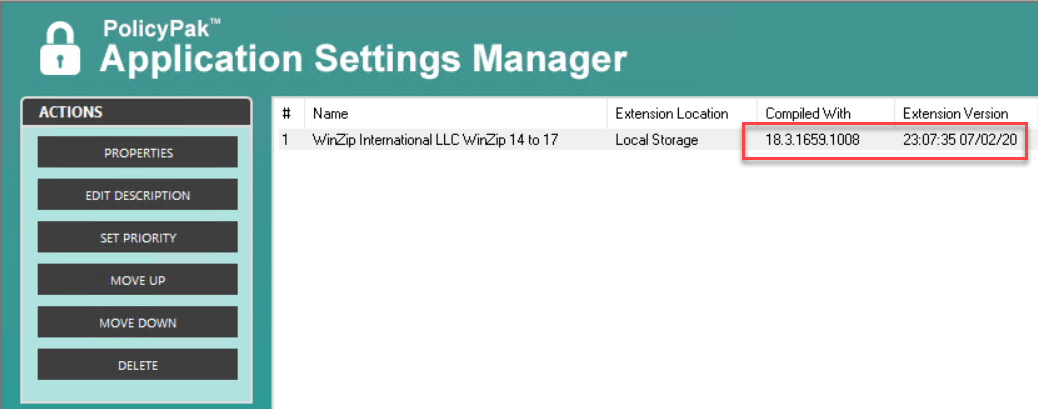 PolicyPak™
Application Settings Manager
ACTIONS
PROPERTIES
EDIT DESCRIPTION
SET PRIORITY
MOVE UP
MOVE DOWN
DELETE
# Name Extension Location Compiled With Extension Version
1 WinZip International LLC WinZip 14 to 17 Local Storage 18.3.1659.1008 23:07:35 07/02/20